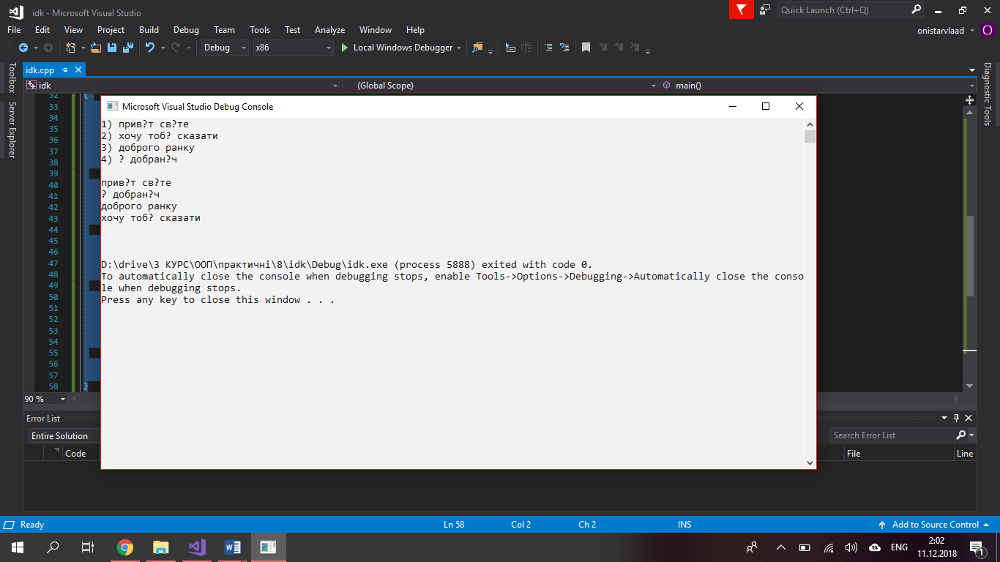 idk - Microsoft Visual Studio
Quick Launch (Ctrl+Q)
File Edit View Project Build Debug Team Tools Test Analyze Window Help
onistarvlaad
O
Debug x86 Local Windows Debugger
Toolbox
Server Explorer
idk.cpp
Diagnostic Tools
idk (Global Scope) main()
32 {
33
34
35
36
37
38
39
40
41
42
43
44
45
46
47
48
49
50
51
52
53
54
55
56
57
58 }
Microsoft Visual Studio Debug Console
1) прив?т св?те
2) хочу тоб? сказати
3) доброго ранку
4) ? добран?ч
прив?т св?те
? добран?ч
доброго ранку
хочу тоб? сказати
D:\drive\3 КУРС\ООП\практичні\8\idk\Debug\idk.exe (process 5888) exited with code 0.
To automatically close the console when debugging stops, enable Tools->Options->Debugging->Automatically close the conso
le when debugging stops.
Press any key to close this window . . .
90 %
Error List
Entire Solution
Search Error List
Code File Line
Ready Ln 58 Col 2 Ch 2 INS Add to Source Control
ENG
2:02
11.12.2018
1